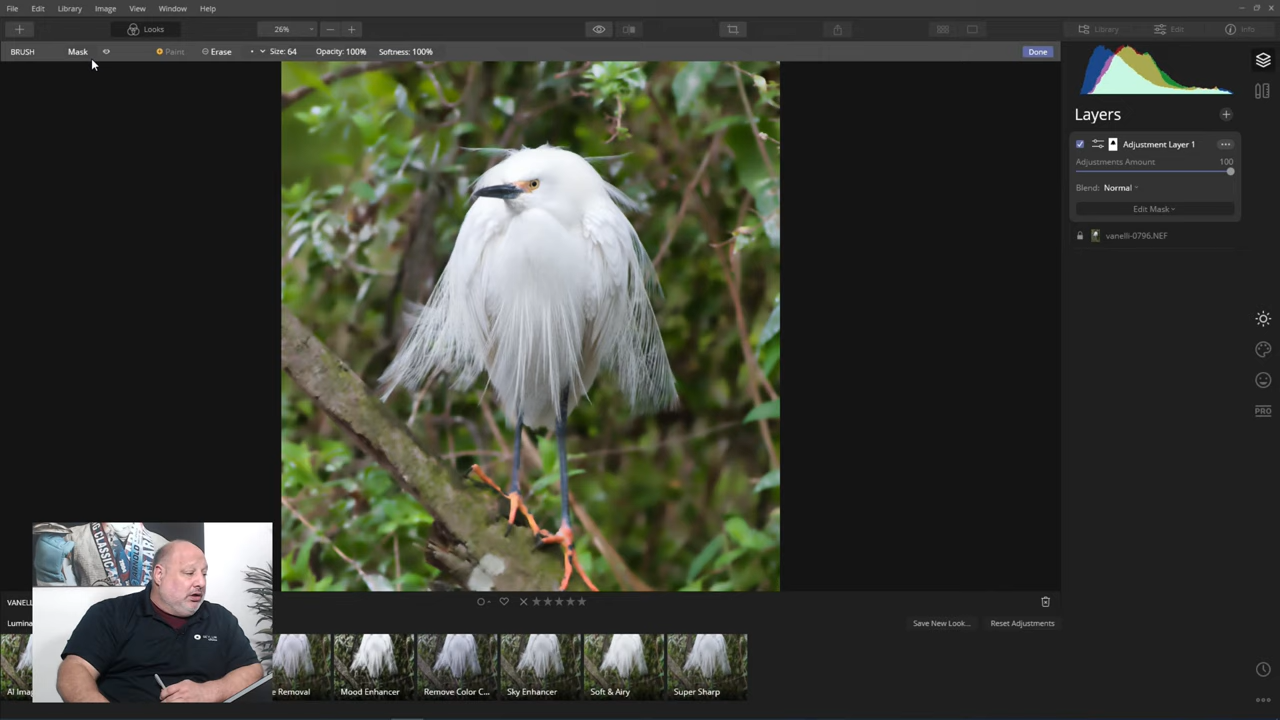 File Edit Library Image View Window Help
Looks 26% Library Edit Info
BRUSH Mask Paint Erase Size: 64 Opacity: 100% Softness: 100% Done
Layers
Adjustment Layer 1
Adjustments Amount 100
Blend: Normal
Edit Mask
vanelli-0796.NEF
PRO
VANELL
Lumina Save New Look... Reset Adjustments
AI Imag e Removal Mood Enhancer Remove Color C... Sky Enhancer Soft & Airy Super Sharp